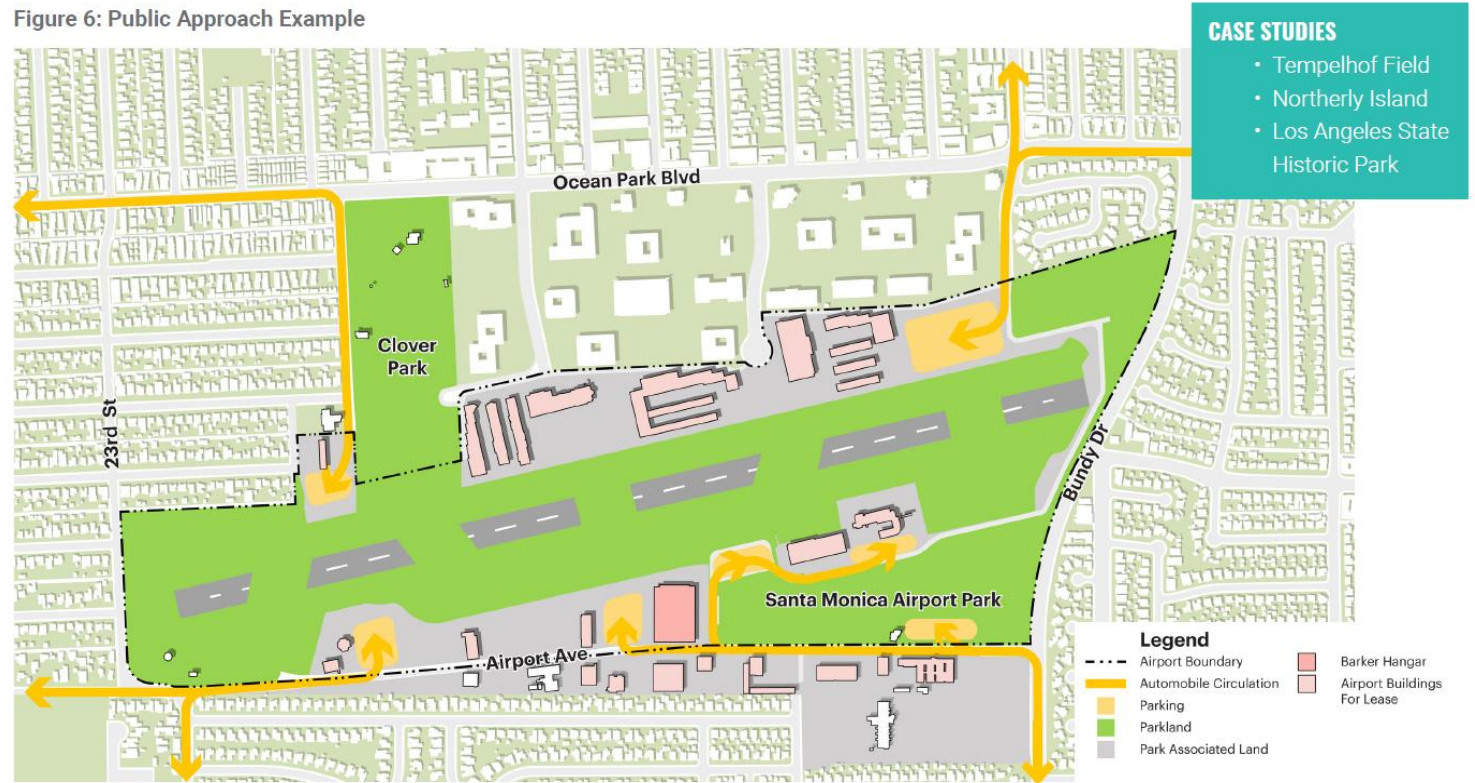 Figure 6: Public Approach Example
CASE STUDIES
• Tempelhof Field
• Northerly Island
• Los Angeles State
Historic Park
Ocean Park Blvd
Clover
Park
23rd St
Bundy Dr
Santa Monica Airport Park
Airport Ave.
Legend
Airport Boundary
Automobile Circulation
Parking
Parkland
Park Associated Land
Barker Hangar
Airport Buildings
For Lease